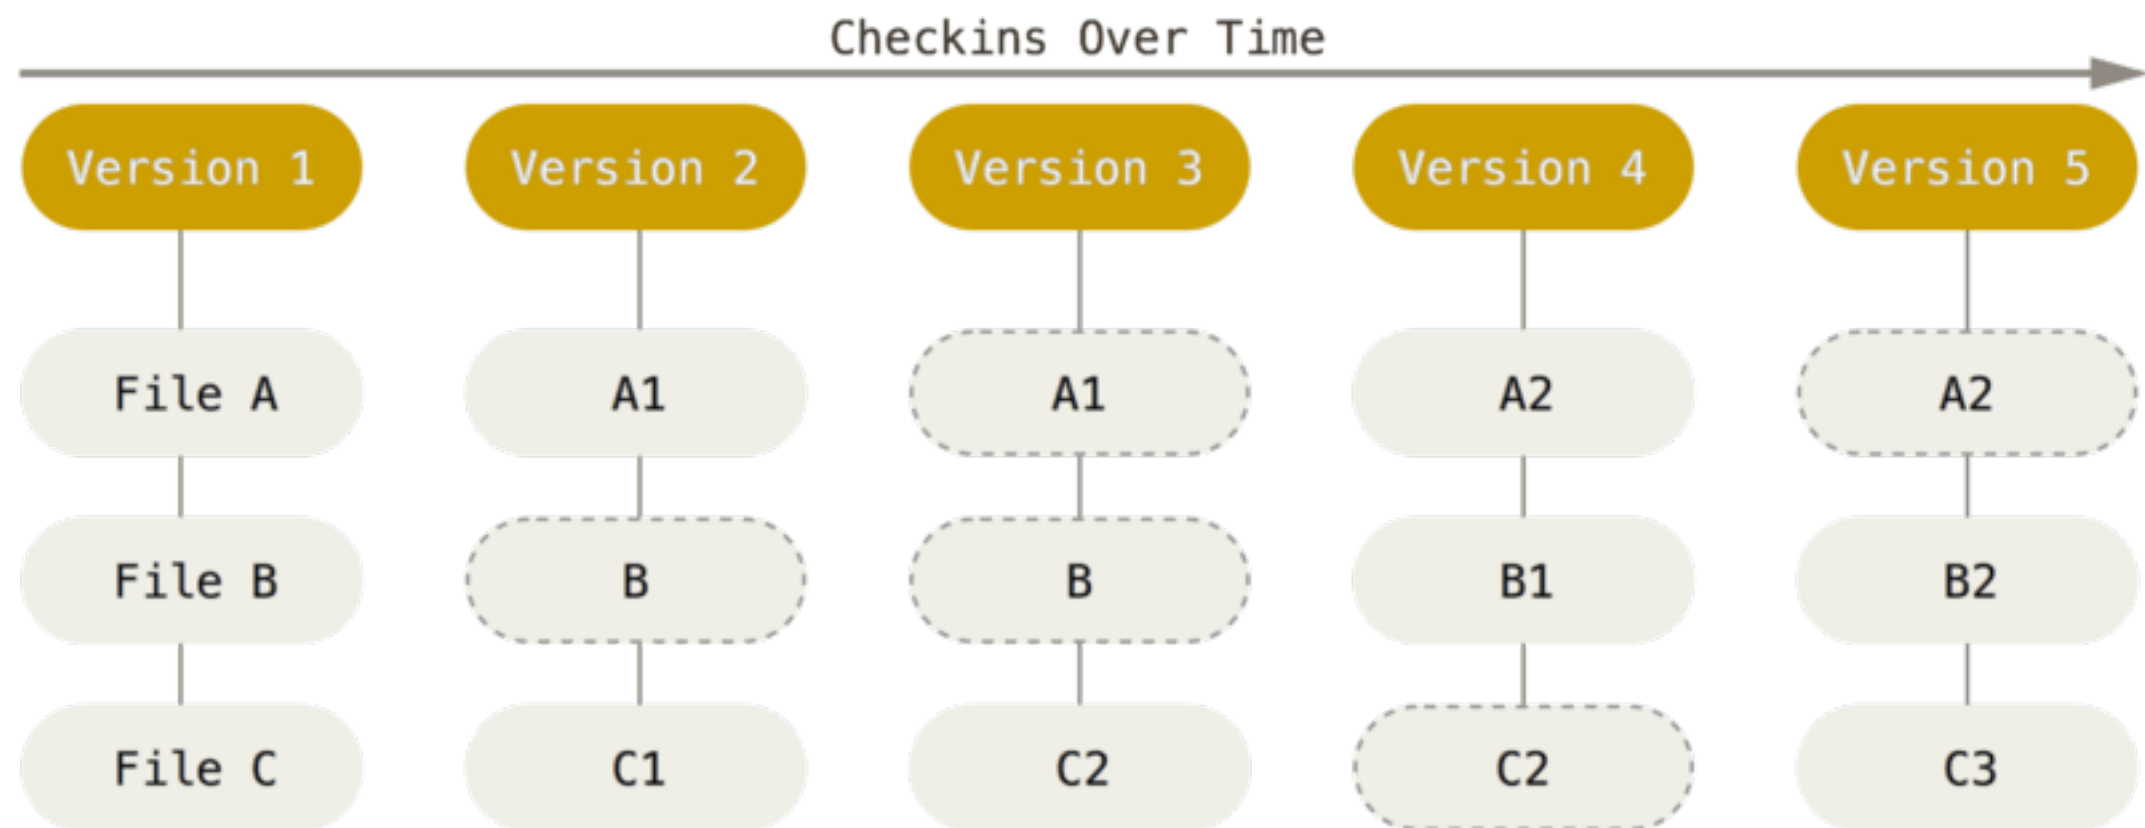 Checkins Over Time
Version 1 Version 2 Version 3 Version 4 Version 5
File A A1 A1 A2 A2
File B B B B1 B2
File C C1 C2 C2 C3